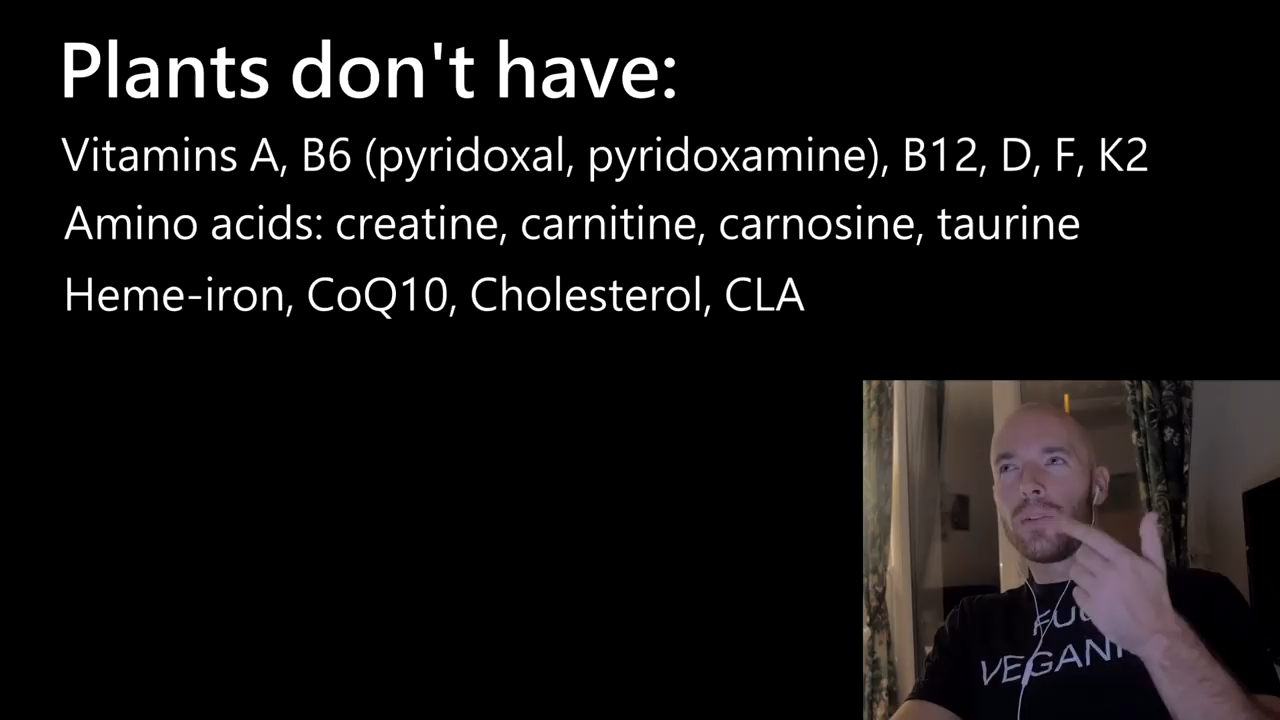 Plants don't have:
Vitamins A, B6 (pyridoxal, pyridoxamine), B12, D, F, K2
Amino acids: creatine, carnitine, carnosine, taurine
Heme-iron, CoQ10, Cholesterol, CLA